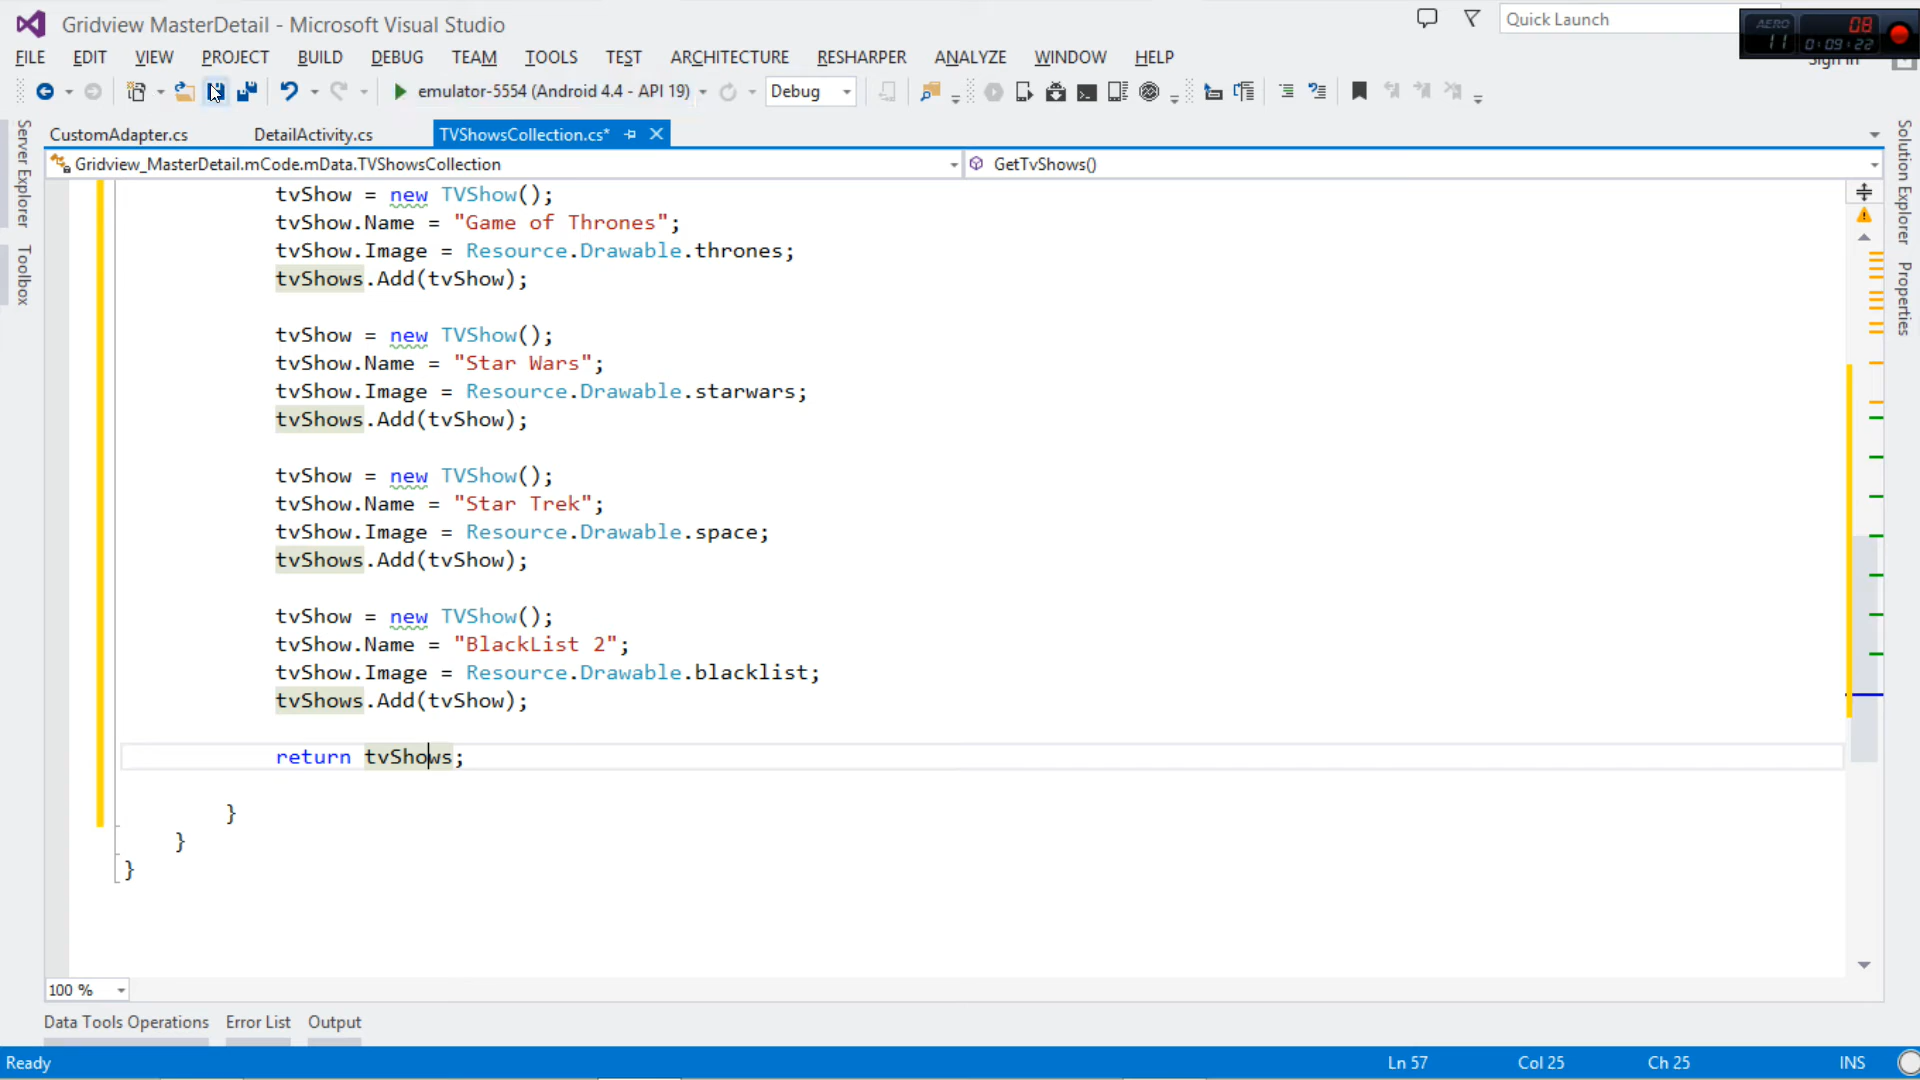 Gridview MasterDetail - Microsoft Visual Studio
Quick Launch
AERO
11
08
0:09:22
FILE EDIT VIEW PROJECT BUILD DEBUG TEAM TOOLS TEST ARCHITECTURE RESHARPER ANALYZE WINDOW HELP
Sign in
emulator-5554 (Android 4.4 - API 19)
Debug
CustomAdapter.cs DetailActivity.cs TVShowsCollection.cs*
Gridview_MasterDetail.mCode.mData.TVShowsCollection
GetTvShows()
Server Explorer
Toolbox
Solution Explorer
Properties
tvShow = new TVShow();
tvShow.Name = "Game of Thrones";
tvShow.Image = Resource.Drawable.thrones;
tvShows.Add(tvShow);
tvShow = new TVShow();
tvShow.Name = "Star Wars";
tvShow.Image = Resource.Drawable.starwars;
tvShows.Add(tvShow);
tvShow = new TVShow();
tvShow.Name = "Star Trek";
tvShow.Image = Resource.Drawable.space;
tvShows.Add(tvShow);
tvShow = new TVShow();
tvShow.Name = "BlackList 2";
tvShow.Image = Resource.Drawable.blacklist;
tvShows.Add(tvShow);
return tvShows;
}
}
}
100 %
Data Tools Operations Error List Output
Ready
Ln 57 Col 25 Ch 25 INS